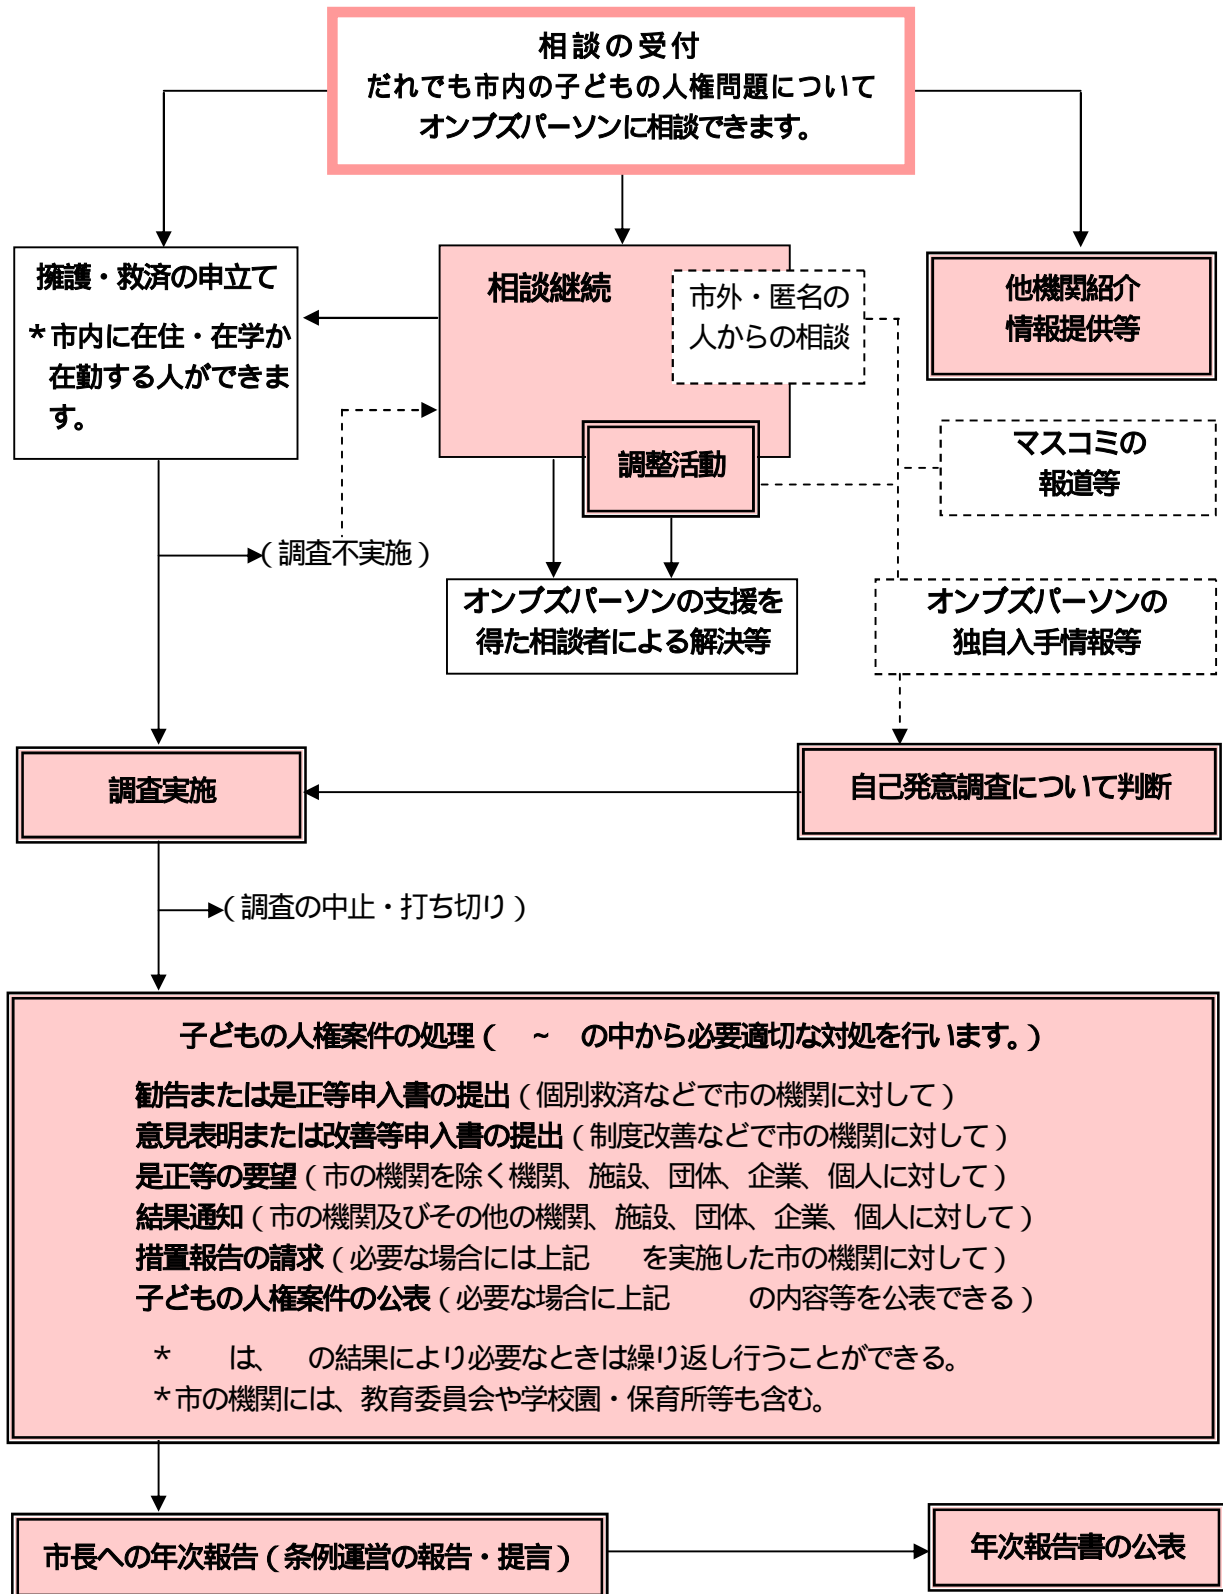 相談の受付
だれでも市内の子どもの人権問題について
オンブズパーソンに相談できます。
擁護・救済の申立て
*市内に在住・在学か
在勤する人ができま
す。
相談継続
市外・匿名の
人からの相談
他機関紹介
情報提供等
調整活動
マスコミの
報道等
(調査不実施)
オンブズパーソンの支援を
得た相談者による解決等
オンブズパーソンの
独自入手情報等
調査実施
自己発意調査について判断
(調査の中止・打ち切り)
子どもの人権案件の処理( ~ の中から必要適切な対処を行います。)
勧告または是正等申入書の提出(個別救済などで市の機関に対して)
意見表明または改善等申入書の提出(制度改善などで市の機関に対して)
是正等の要望(市の機関を除く機関、施設、団体、企業、個人に対して)
結果通知(市の機関及びその他の機関、施設、団体、企業、個人に対して)
措置報告の請求(必要な場合には上記 を実施した市の機関に対して)
子どもの人権案件の公表(必要な場合に上記 の内容等を公表できる)
* は、 の結果により必要なときは繰り返し行うことができる。
*市の機関には、教育委員会や学校園・保育所等も含む。
市長への年次報告(条例運営の報告・提言)
年次報告書の公表